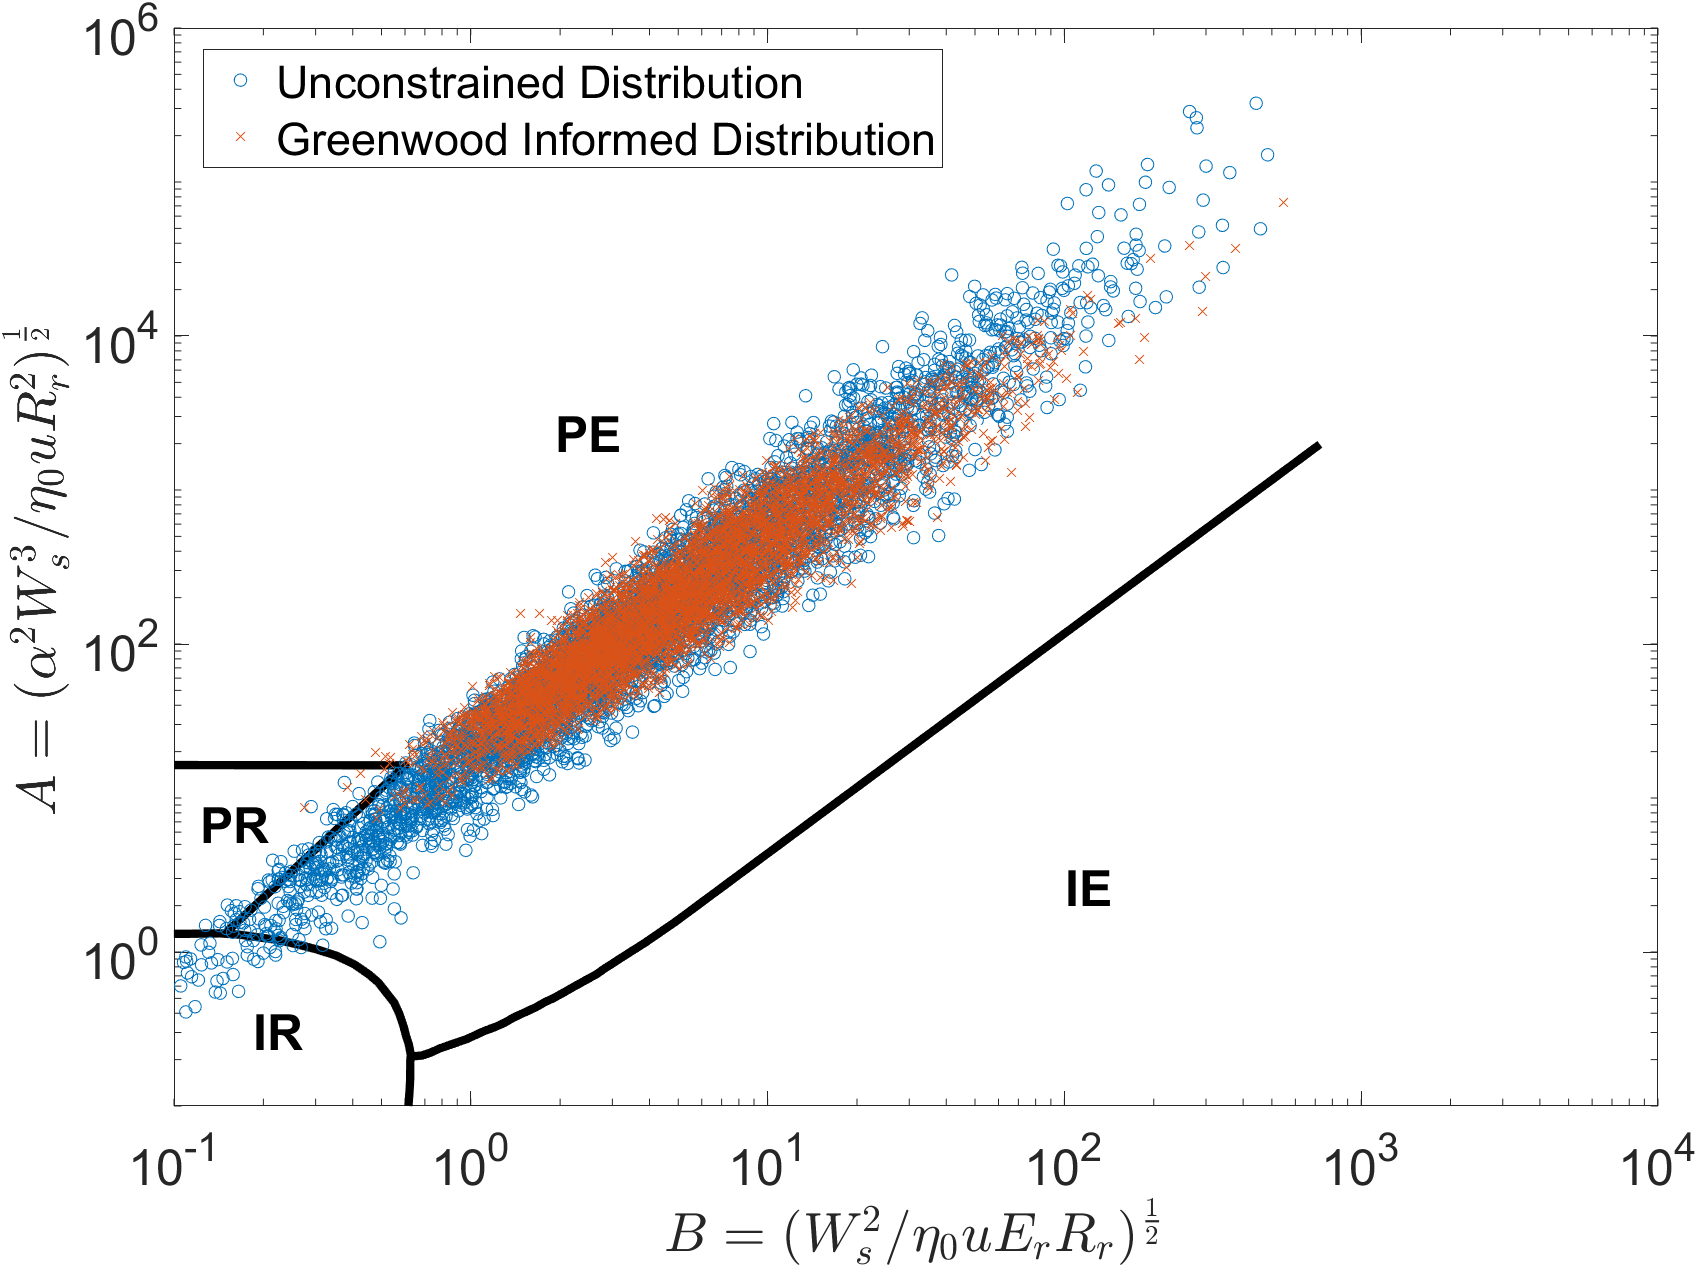 10^6
Unconstrained Distribution
Greenwood Informed Distribution
10^4
PE
10^2
PR
IE
10^0
IR
A = (α^2W_s^3/η_0uR_r^2)^{1/2}
10^-1 10^0 10^1 10^2 10^3 10^4
B = (W_s^2/η_0uE_rR_r)^{1/2}